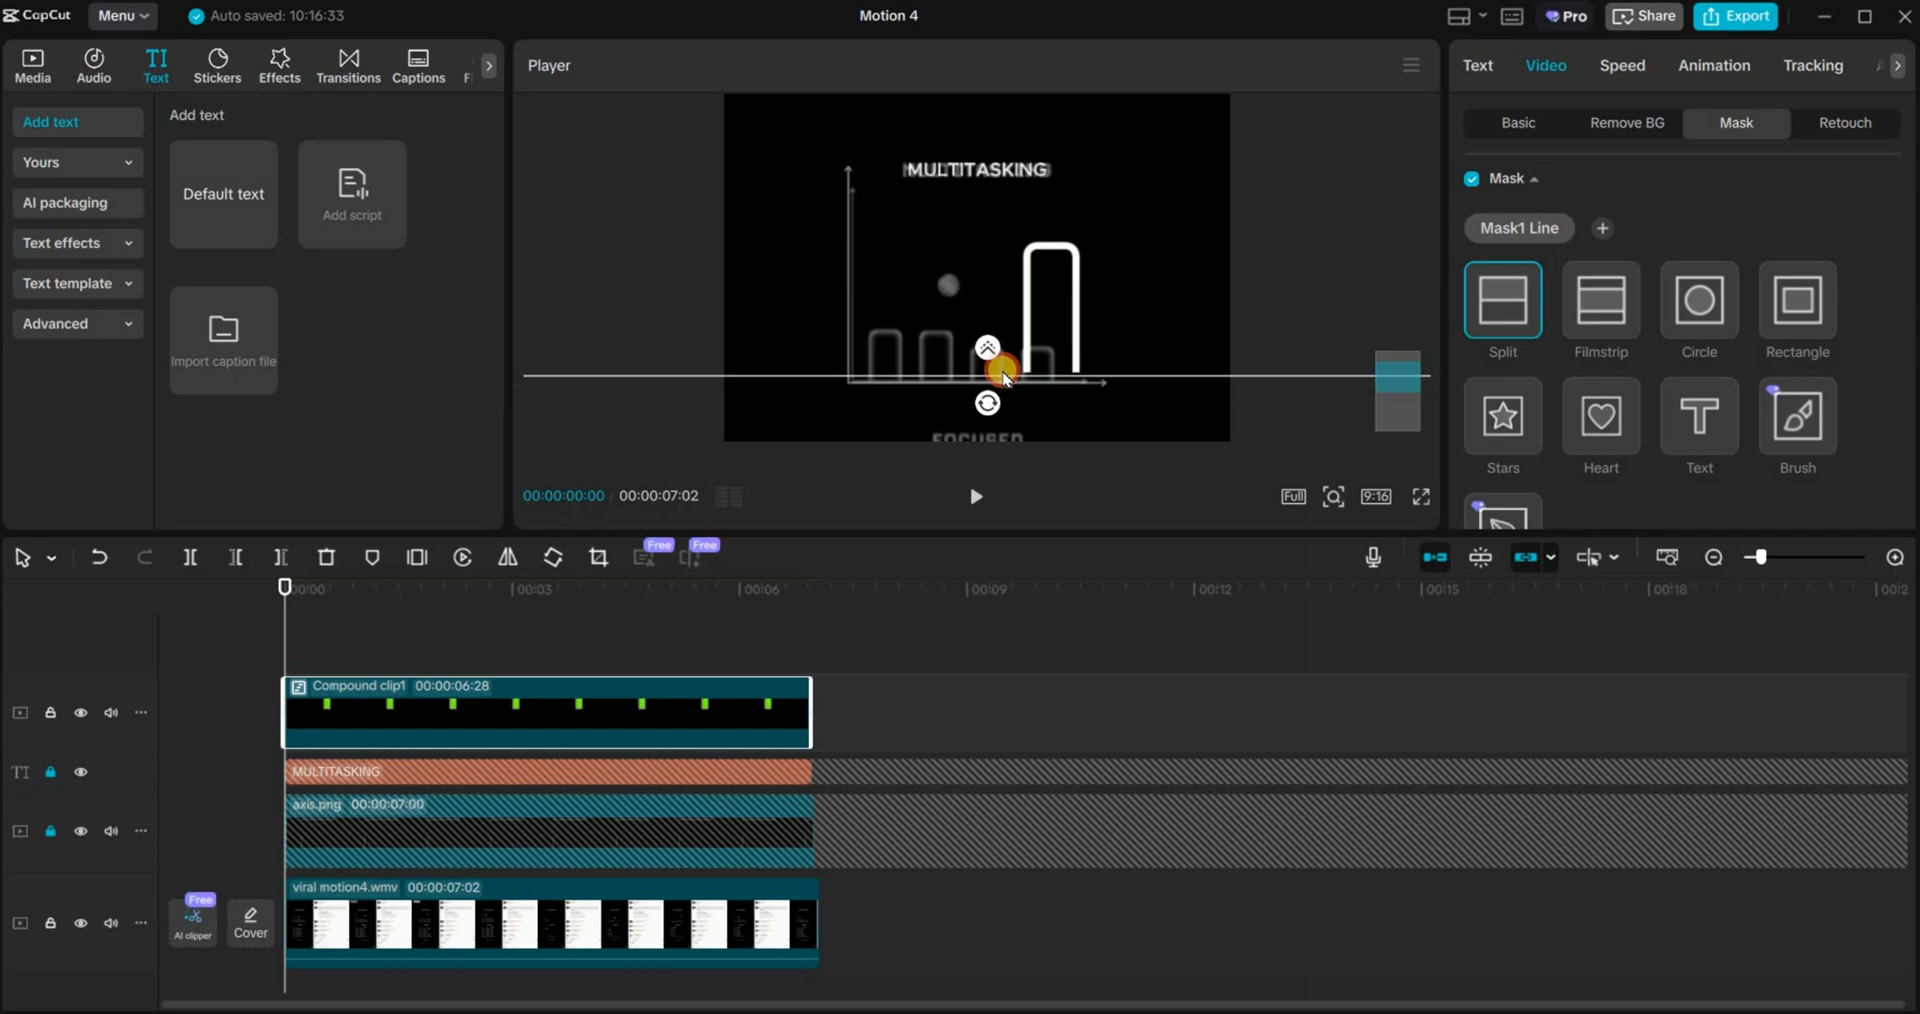 CapCut
Menu
Auto saved: 10:16:33
Motion 4
Pro
Share
Export
Media
Audio
TI
Text
Stickers
Effects
Transitions
Captions
Player
Text
Video
Speed
Animation
Tracking
Add text
Yours
AI packaging
Text effects
Text template
Advanced
Add text
Default text
Add script
Import caption file
MULTITASKING
FOCUSED
Basic
Remove BG
Mask
Retouch
Mask
Mask1 Line
Split
Filmstrip
Circle
Rectangle
Stars
Heart
Text
Brush
00:00:00:00 / 00:00:07:02
Full
9:16
Free
Free
00:00
00:03
00:06
00:09
00:12
00:15
00:18
Compound clip1 00:00:06:28
TI
MULTITASKING
axis.png 00:00:07:00
viral motion4.wmv 00:00:07:02
Free
AI clipper
Cover